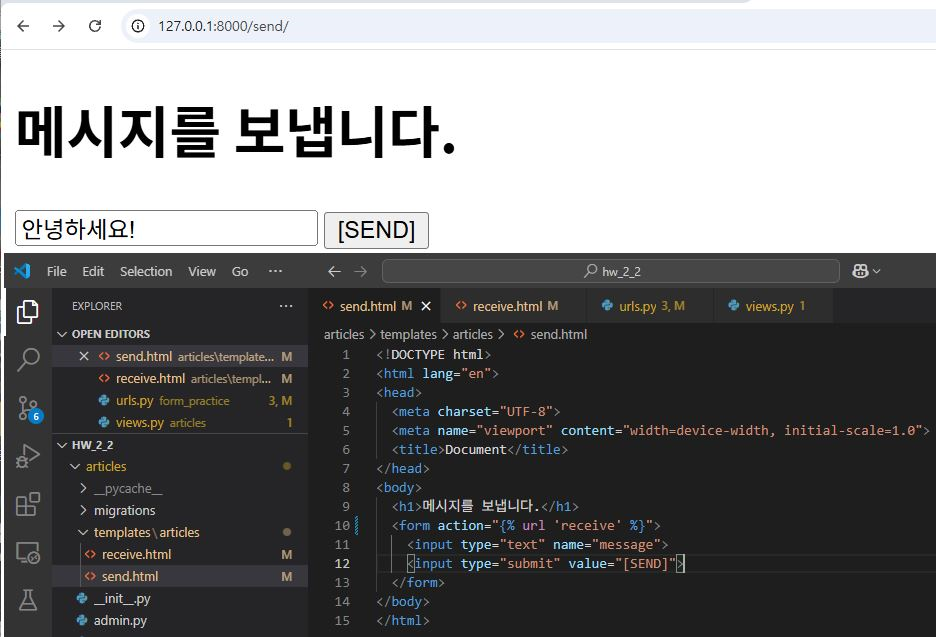 127.0.0.1:8000/send/
메시지를 보냅니다.
안녕하세요! [SEND]
File Edit Selection View Go ··· hw_2_2
EXPLORER ···
OPEN EDITORS
send.html articles\template... M
receive.html articles\templ... M
urls.py form_practice 3, M
views.py articles 1
6
HW_2_2
articles
__pycache__
migrations
templates \ articles
receive.html M
send.html M
__init__.py
admin.py
send.html M receive.html M urls.py 3, M views.py 1
articles > templates > articles > send.html
1 <!DOCTYPE html>
2 <html lang="en">
3 <head>
4 <meta charset="UTF-8">
5 <meta name="viewport" content="width=device-width, initial-scale=1.0">
6 <title>Document</title>
7 </head>
8 <body>
9 <h1>메시지를 보냅니다.</h1>
10 <form action="{% url 'receive' %}">
11 <input type="text" name="message">
12 <input type="submit" value="[SEND]">
13 </form>
14 </body>
15 </html>